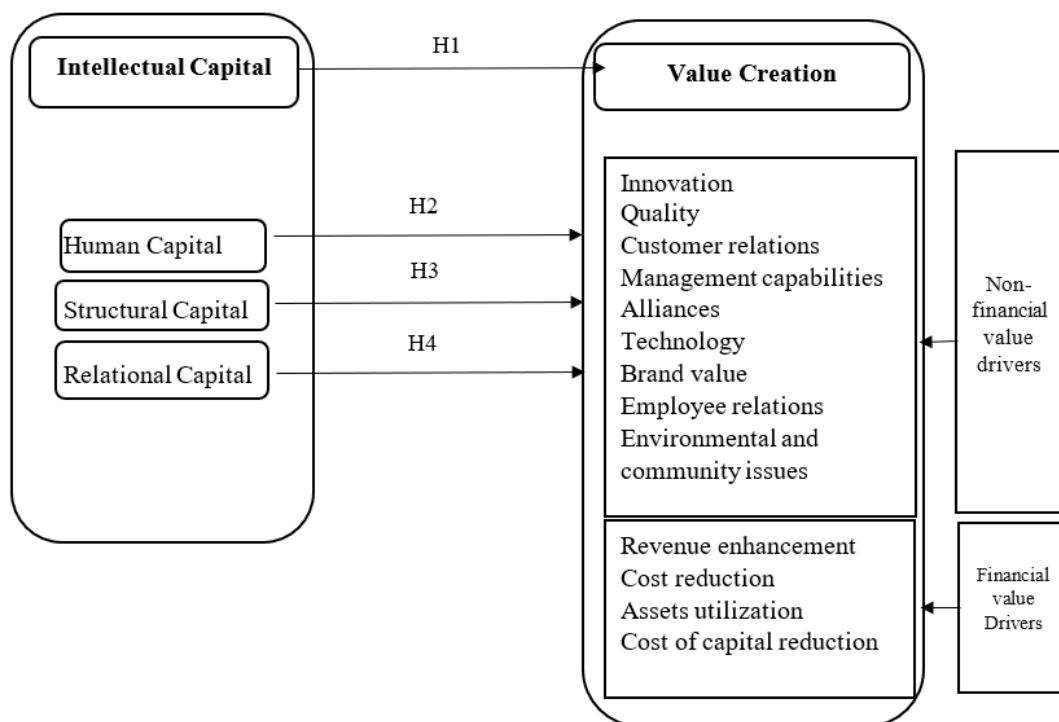 Intellectual Capital
H1
Value Creation
Human Capital
H2
Structural Capital
H3
Relational Capital
H4
Innovation
Quality
Customer relations
Management capabilities
Alliances
Technology
Brand value
Employee relations
Environmental and
community issues
Non-
financial
value
drivers
Revenue enhancement
Cost reduction
Assets utilization
Cost of capital reduction
Financial
value
Drivers